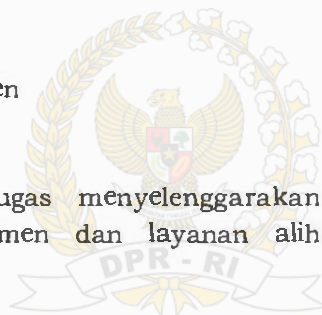 en
ugas menyelenggarakan
men dan layanan alih
DPR - RI